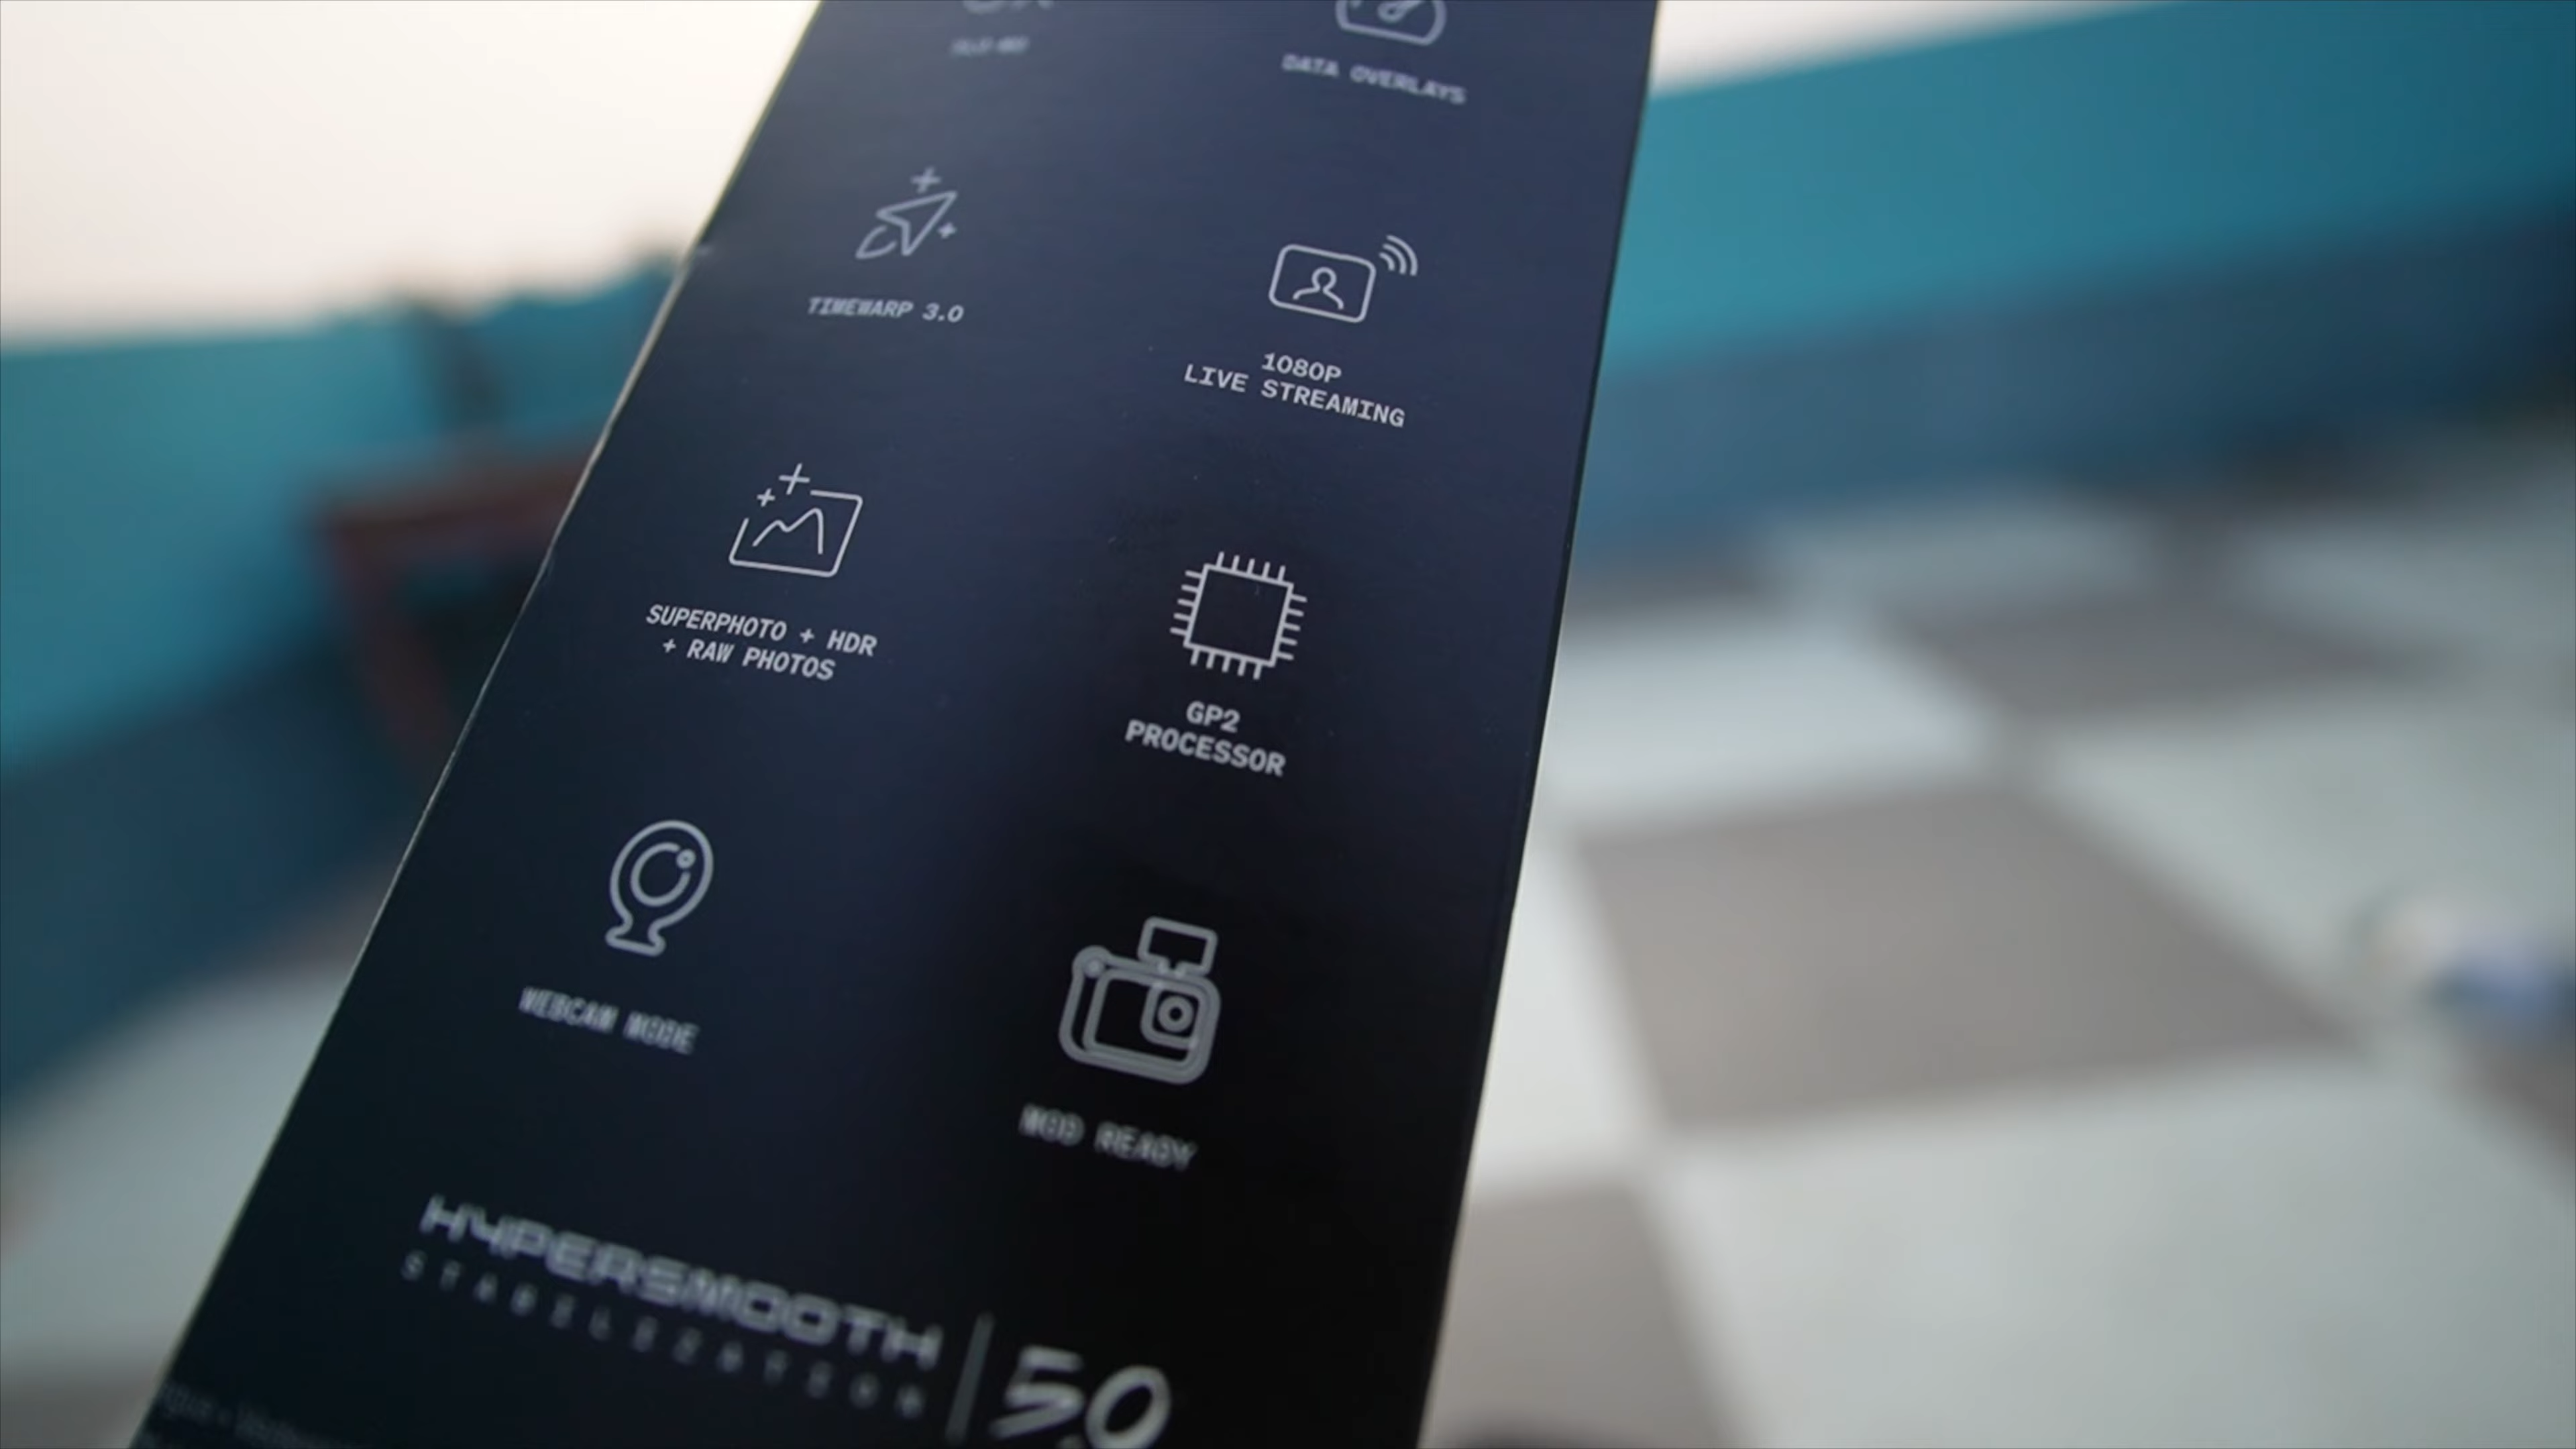 DATA OVERLAYS
TIMEWARP 3.0
1080P
LIVE STREAMING
SUPERPHOTO + HDR
+ RAW PHOTOS
GP2
PROCESSOR
WEBCAM MODE
MOD READY
HYPERSMOOTH
STABILIZATION
5.0